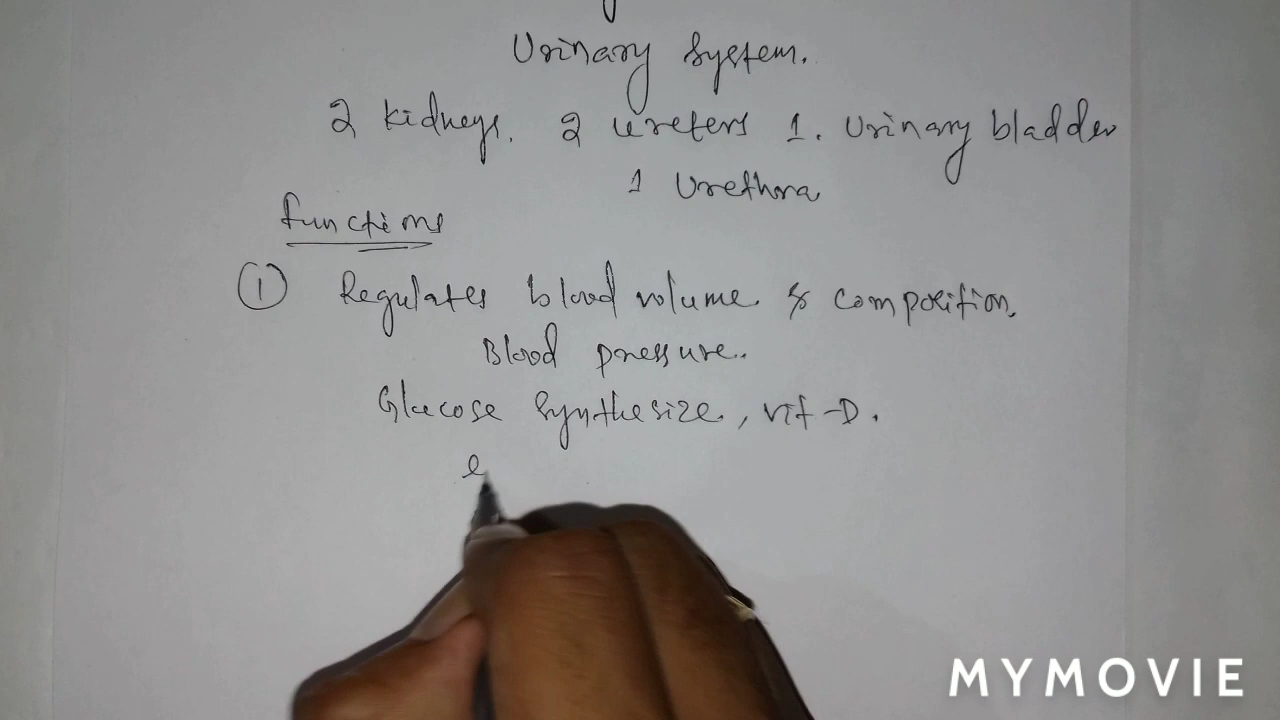 Urinary System.
2 kidneys. 2 ureters 1. Urinary bladder
1 Urethra
functions
① Regulates blood volume & composition.
Blood pressure..
Glucose Synthesize, vit-D.
e
MYMOVIE